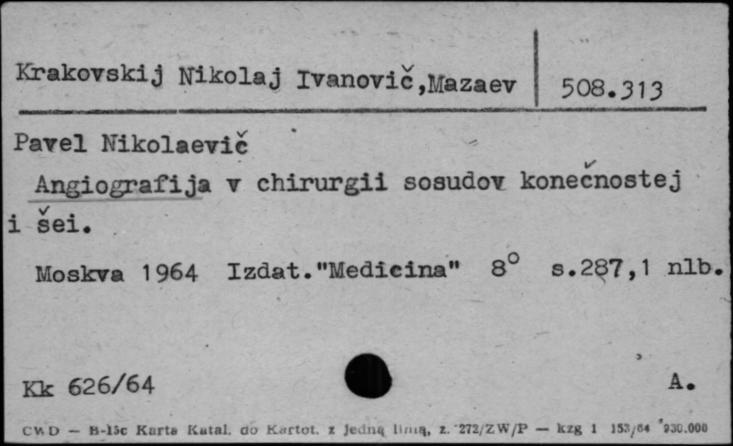 Krakovskij Nikolaj Ivanovič,Mazaev 508.313
Pavel Nikolaevič
Angiografija v chirurgii sosudov konečnostej
i šei.
Moskva 1964 Izdat."Medicina" 8° s.287,1 nlb.
Kk 626/64 A.
CWD — B-15c Karta Katal. do Kartot. z jedną linią, z. 272/ZW/P — kzg 1 153/64 930.000